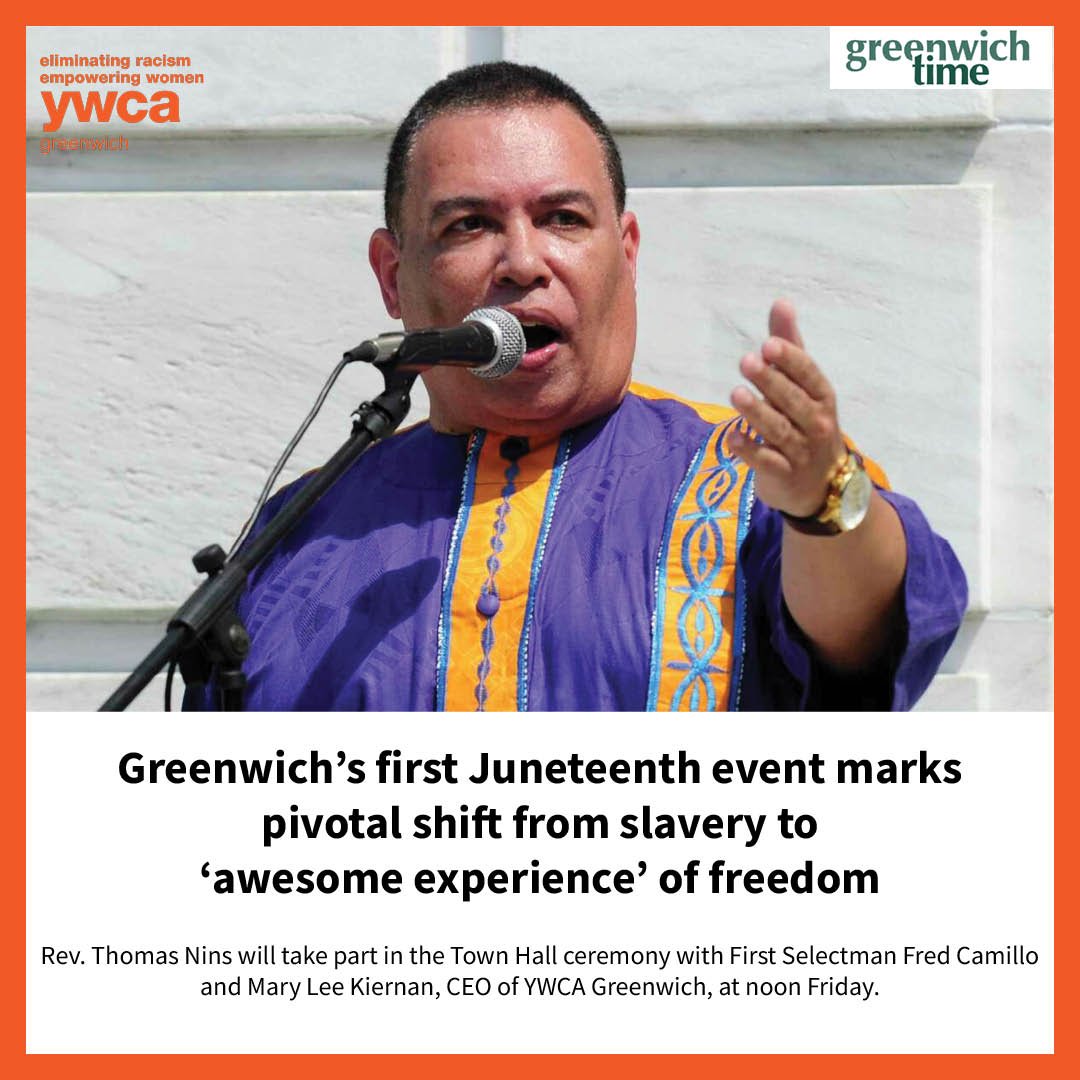 eliminating racism
empowering women
ywca
greenwich
greenwich
time
Greenwich’s first Juneteenth event marks
pivotal shift from slavery to
‘awesome experience’ of freedom
Rev. Thomas Nins will take part in the Town Hall ceremony with First Selectman Fred Camillo
and Mary Lee Kiernan, CEO of YWCA Greenwich, at noon Friday.